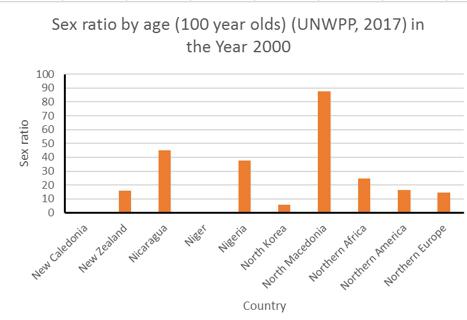 Sex ratio by age (100 year olds) (UNWPP, 2017) in
the Year 2000
Sex ratio
100
90
80
70
60
50
40
30
20
10
0
New Caledonia
New Zealand
Nicaragua
Niger
Nigeria
North Korea
North Macedonia
Northern Africa
Northern America
Northern Europe
Country